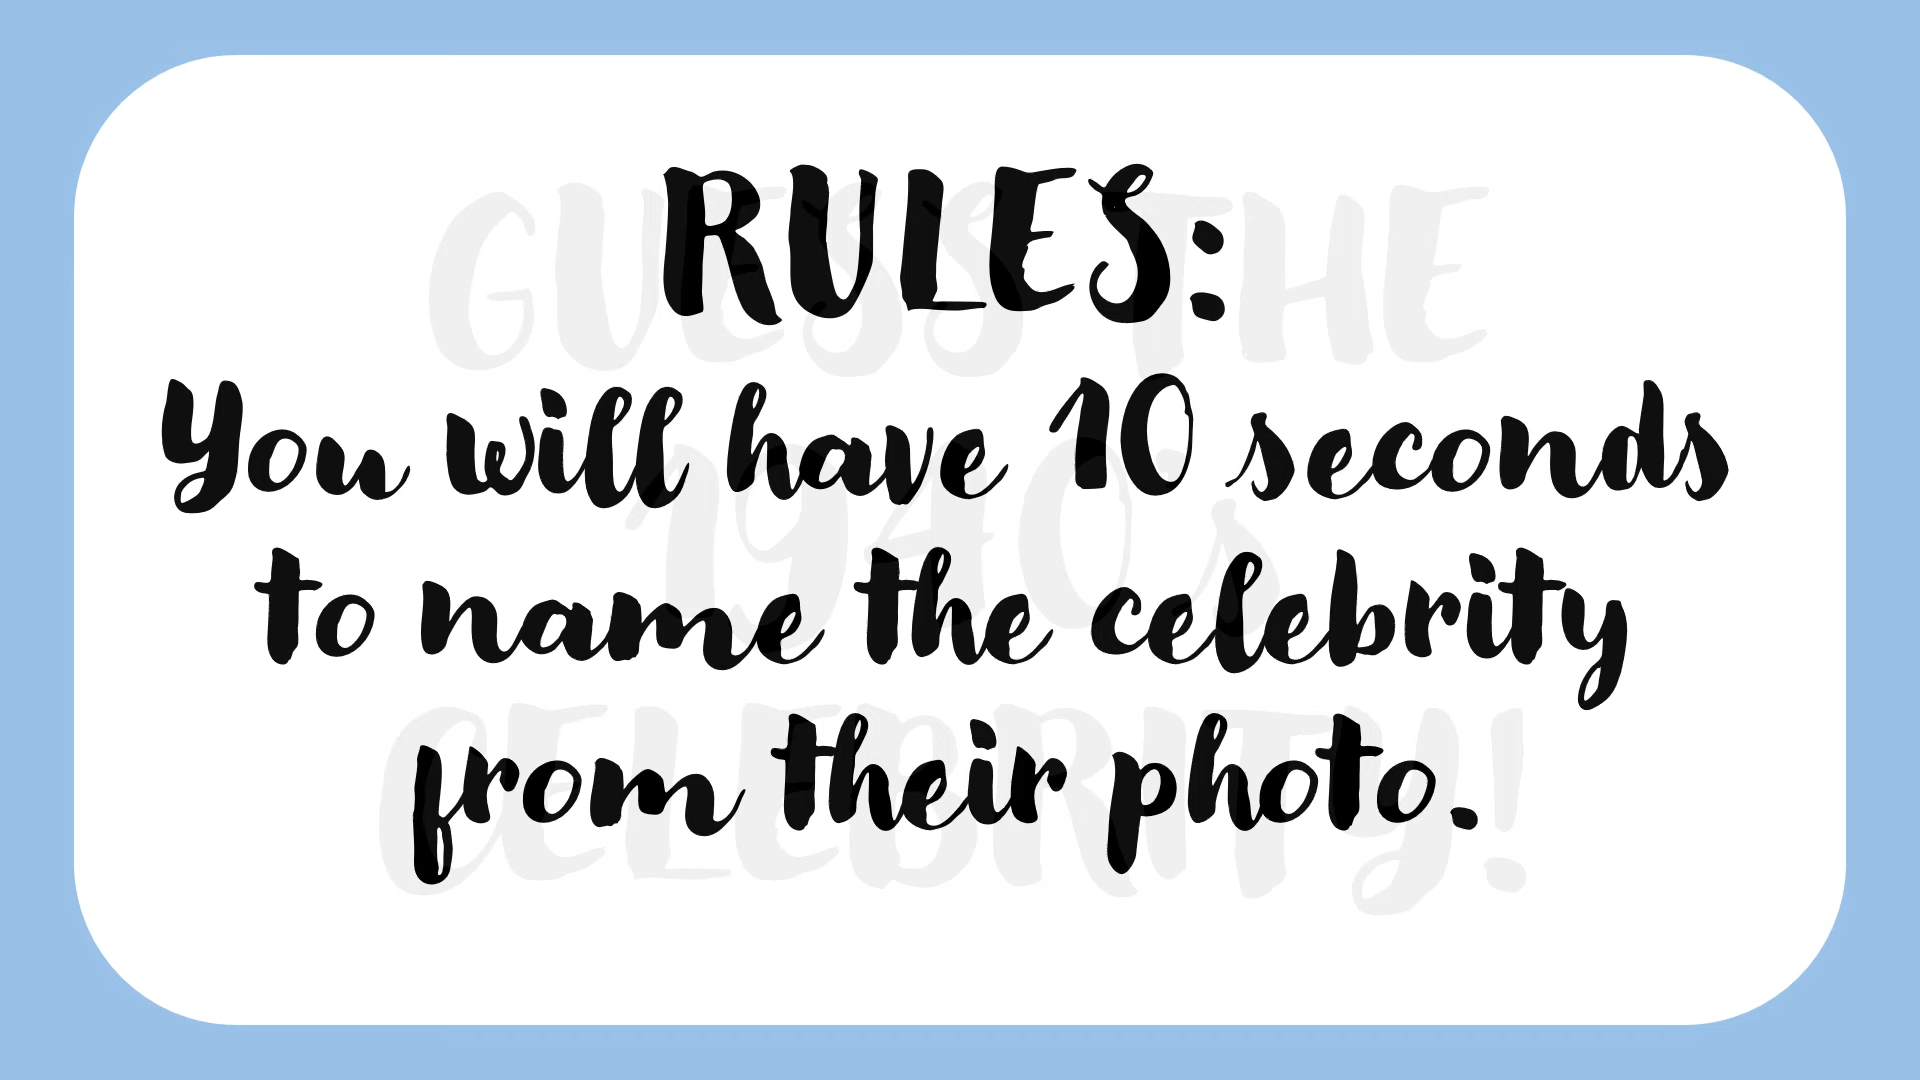 RULES:
You will have 10 seconds
to name the celebrity
from their photo.
GUESS THE
1940s
CELEBRITY!